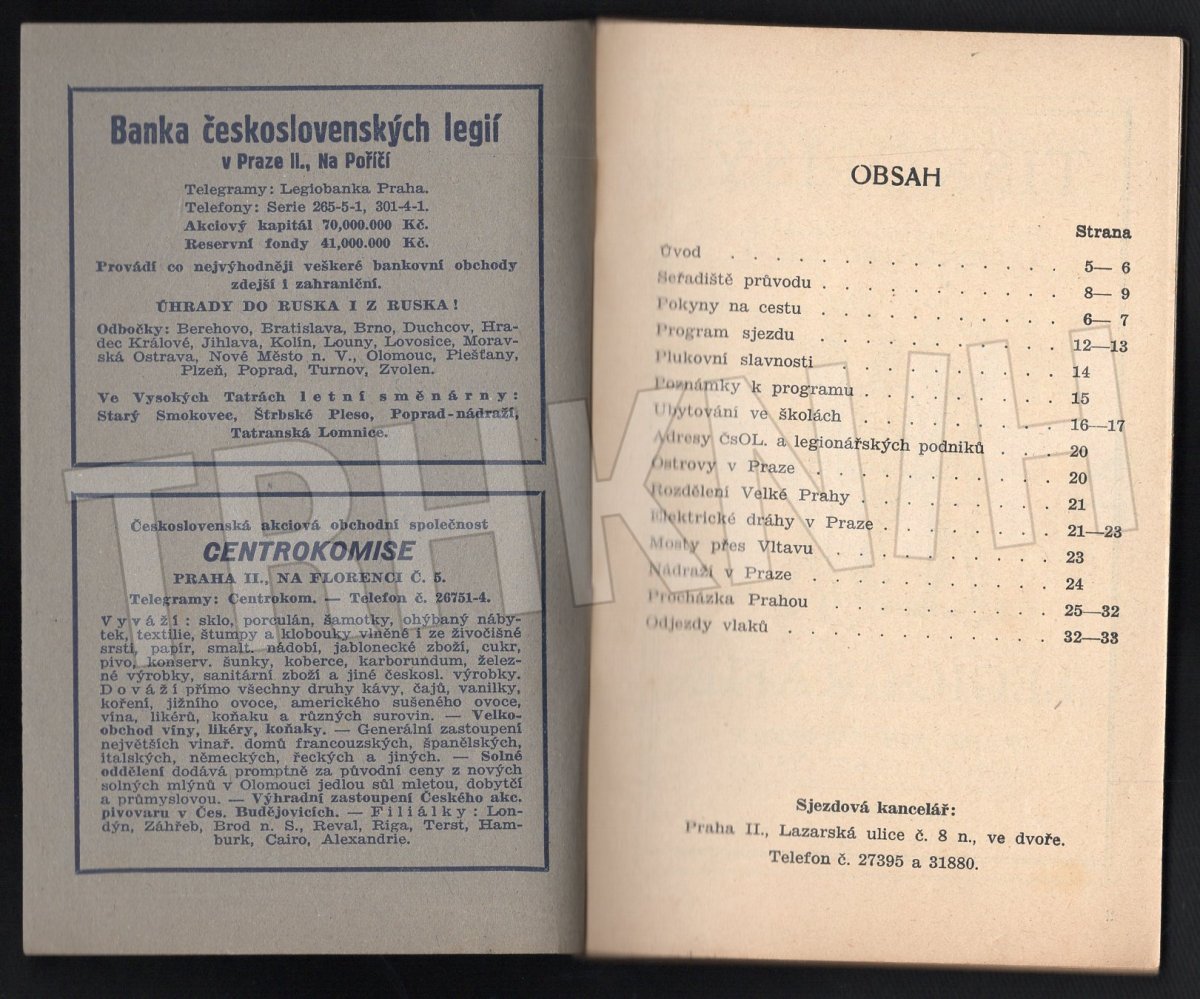 Banka československých legií
v Praze II., Na Poříčí
Telegramy: Legiobanka Praha.
Telefony: Serie 265-5-1, 301-4-1.
Akciový kapitál 70,000.000 Kč.
Reservní fondy 41,000.000 Kč.
Provádí co nejvýhodněji veškeré bankovní obchody
zdejší i zahraniční.
ÚHRADY DO RUSKA I Z RUSKA!
Odbočky: Berehovo, Bratislava, Brno, Duchcov, Hra-
dec Králové, Jihlava, Kolín, Louny, Lovosice, Morav-
ská Ostrava, Nové Město n. V., Olomouc, Piešťany,
Plzeň, Poprad, Turnov, Zvolen.
Ve Vysokých Tatrách letní směnárny:
Starý Smokovec, Štrbské Pleso, Poprad-nádraží,
Tatranská Lomnice.
Československá akciová obchodní společnost
CENTROKOMISE
PRAHA II., NA FLORENCI Č. 5.
Telegramy: Centrokom. — Telefon č. 26751-4.
Vyváží: sklo, porculán, šamotky, ohýbaný náby-
tek, textilie, štumpy a klobouky vlněné i ze živočišné
srsti, papír, smalt. nádobí, jablonecké zboží, cukr,
pivo, konserv. šunky, koberce, karborundum, želez-
né výrobky, sanitární zboží a jiné českosl. výrobky.
Dováží přímo všechny druhy kávy, čajů, vanilky,
koření, jižního ovoce, amerického sušeného ovoce,
vína, likérů, koňaku a různých surovin. — Velko-
obchod víny, likéry, koňaky. — Generální zastoupení
největších vinař. domů francouzských, španělských,
italských, německých, řeckých a jiných. — Solné
oddělení dodává promptně za původní ceny z nových
solných mlýnů v Olomouci jedlou sůl mletou, dobytčí
a průmyslovou. — Výhradní zastoupení Českého akc.
pivovaru v Čes. Budějovicích. — Filiálky: Lon-
dýn, Záhřeb, Brod n. S., Reval, Riga, Terst, Ham-
burk, Cairo, Alexandrie.
OBSAH
Strana
Úvod . . . . . . . . . . . . . . . 5— 6
Seřadiště průvodu . . . . . . . . . . 8— 9
Pokyny na cestu . . . . . . . . . . . 6— 7
Program sjezdu . . . . . . . . . . . 12—13
Plukovní slavnosti . . . . . . . . . . 14
Poznámky k programu . . . . . . . . 15
Ubytování ve školách . . . . . . . . . 16—17
Adresy ČsOL. a legionářských podniků . . . 20
Ostrovy v Praze . . . . . . . . . . . 20
Rozdělení Velké Prahy . . . . . . . . . 21
Elektrické dráhy v Praze . . . . . . . . 21—23
Mosty přes Vltavu . . . . . . . . . . 23
Nádraží v Praze . . . . . . . . . . . 24
Procházka Prahou . . . . . . . . . . 25—32
Odjezdy vlaků . . . . . . . . . . . . 32—33
Sjezdová kancelář:
Praha II., Lazarská ulice č. 8 n., ve dvoře.
Telefon č. 27395 a 31880.
TRHKNIH